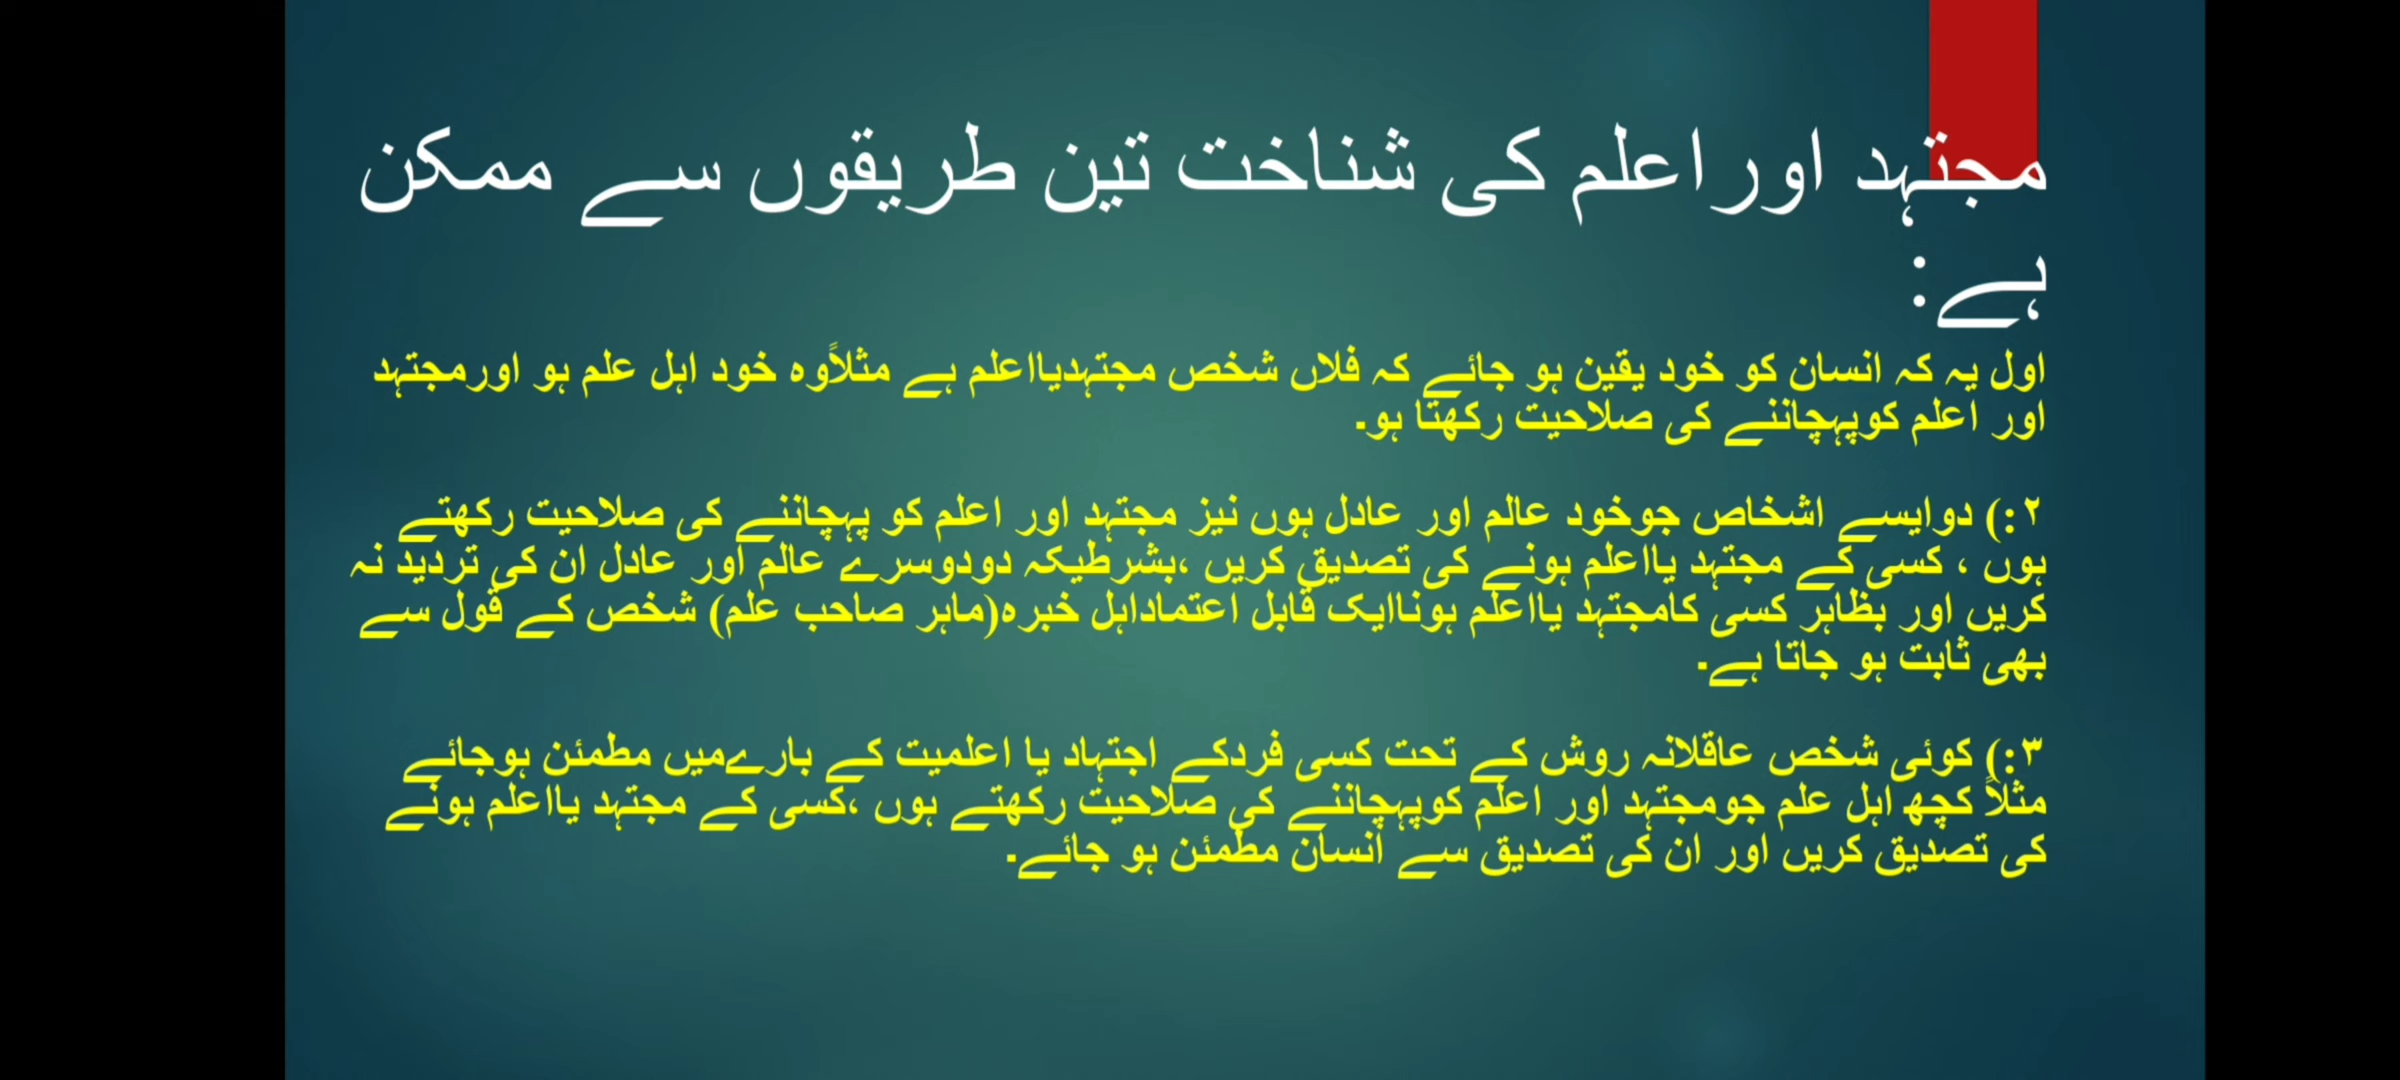 مجتہد اوراعلم کی شناخت تین طریقوں سے ممکن
ہے:
اول یہ کہ انسان کو خود یقین ہو جائے کہ فلاں شخص مجتہدیااعلم ہے مثلاًوہ خود اہل علم ہو اورمجتہد
اور اعلم کوپہچاننے کی صلاحیت رکھتا ہو۔
۲:) دوایسے اشخاص جوخود عالم اور عادل ہوں نیز مجتہد اور اعلم کو پہچاننے کی صلاحیت رکھتے
ہوں ، کسی کے مجتہد یااعلم ہونے کی تصدیق کریں ،بشرطیکہ دودوسرے عالم اور عادل ان کی تردید نہ
کریں اور بظاہر کسی کامجتہد یااعلم ہوناایک قابل اعتماداہل خبرہ(ماہر صاحب علم) شخص کے قول سے
بھی ثابت ہو جاتا ہے۔
۳:) کوئی شخص عاقلانہ روش کے تحت کسی فردکے اجتہاد یا اعلمیت کے بارےمیں مطمئن ہوجائے
مثلاً کچھ اہل علم جومجتہد اور اعلم کوپہچاننے کی صلاحیت رکھتے ہوں ،کسی کے مجتہد یااعلم ہونے
کی تصدیق کریں اور ان کی تصدیق سے انسان مطمئن ہو جائے۔